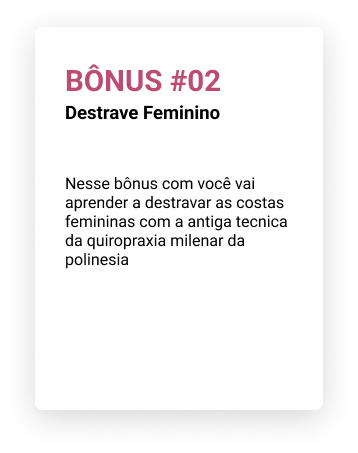 BÔNUS #02
Destrave Feminino
Nesse bônus com você vai
aprender a destravar as costas
femininas com a antiga tecnica
da quiropraxia milenar da
polinesia